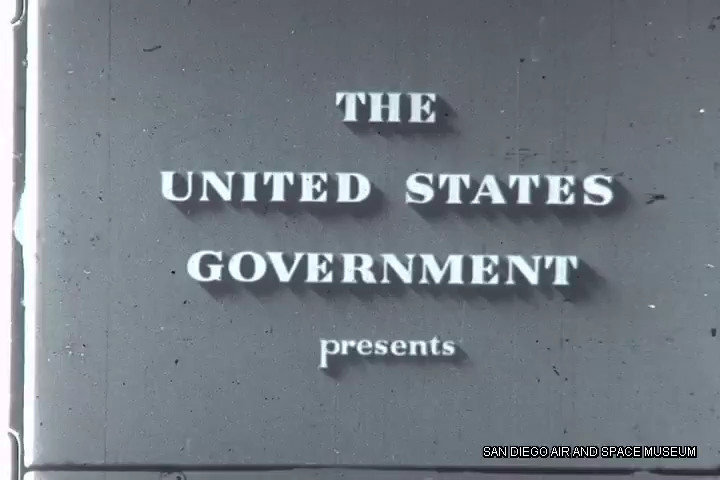 THE
UNITED STATES
GOVERNMENT
presents
SAN DIEGO AIR AND SPACE MUSEUM